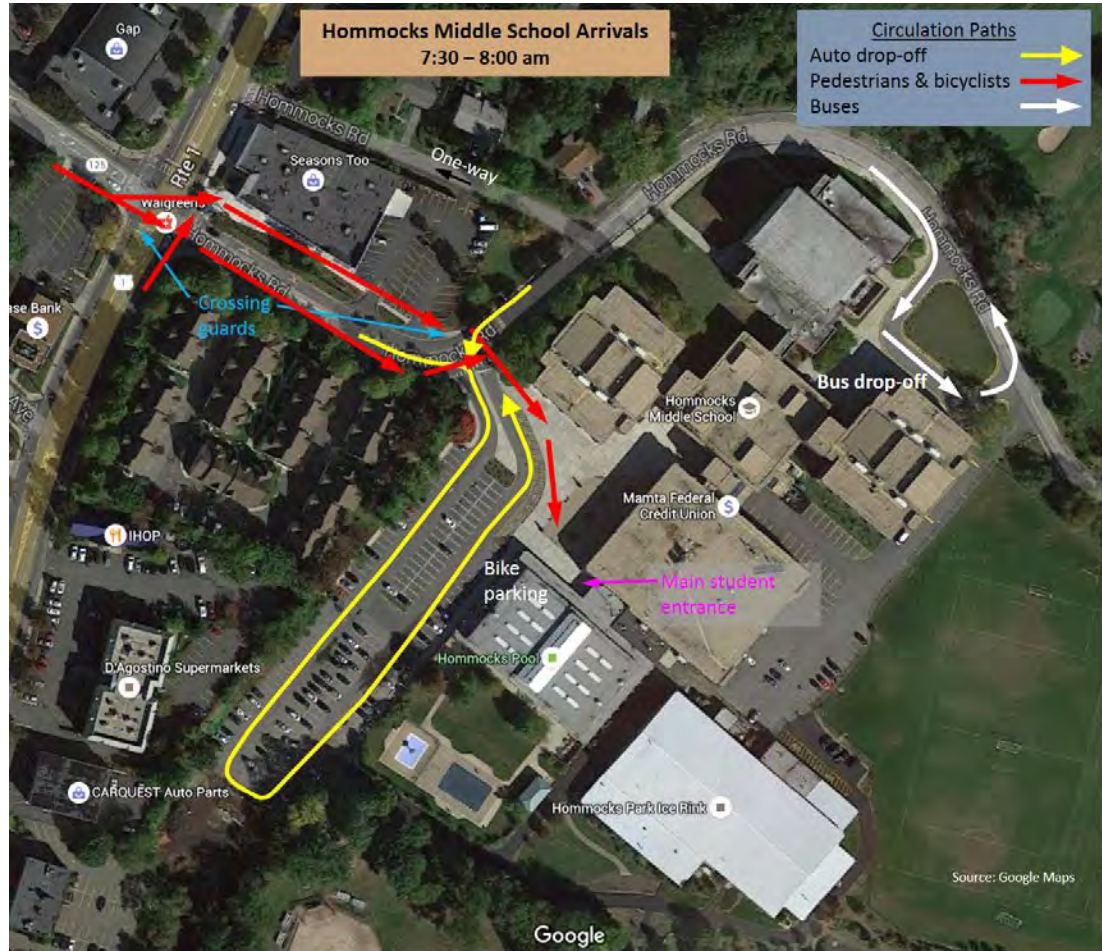 Gap
Hommocks Middle School Arrivals
7:30 – 8:00 am
Circulation Paths
Auto drop-off
Pedestrians & bicyclists
Buses
Hommocks Rd
Rte 1
125
Seasons Too
One-way
Hommocks Rd
Walgreens
Hommocks Rd
Hommocks Rd
1
ase Bank
Crossing
guards
Hommocks Rd
Bus drop-off
Ave
Hommocks
Middle School
Mamta Federal
Credit Union
IHOP
Bike
parking
Main student
entrance
Hommocks Pool
D'Agostino Supermarkets
CARQUEST Auto Parts
Hommocks Park Ice Rink
Source: Google Maps
Google